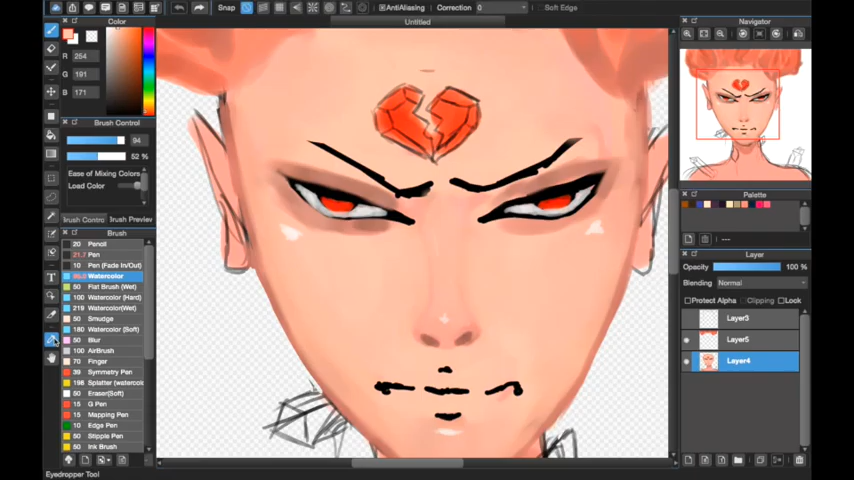 Snap
AntiAliasing
Correction
0
Soft Edge
Untitled
Color
R 254
G 191
B 171
Brush Control
94
52 %
Ease of Mixing Colors
Load Color
Brush Preview
Brush
20 Pencil
Pen
10 Pen (Fade In/Out)
Watercolor
50 Flat Brush (Wet)
100 Watercolor (Hard)
219 Watercolor(Wet)
50 Smudge
180 Watercolor (Soft)
50 Blur
100 AirBrush
70 Finger
39 Symmetry Pen
198 Splatter (watercolo
50 Eraser(Soft)
15 G Pen
15 Mapping Pen
10 Edge Pen
50 Stipple Pen
50 Ink Brush
Eyedropper Tool
Navigator
Palette
Layer
Opacity 100 %
Blending Normal
Protect Alpha Clipping Lock
Layer3
Layer5
Layer4